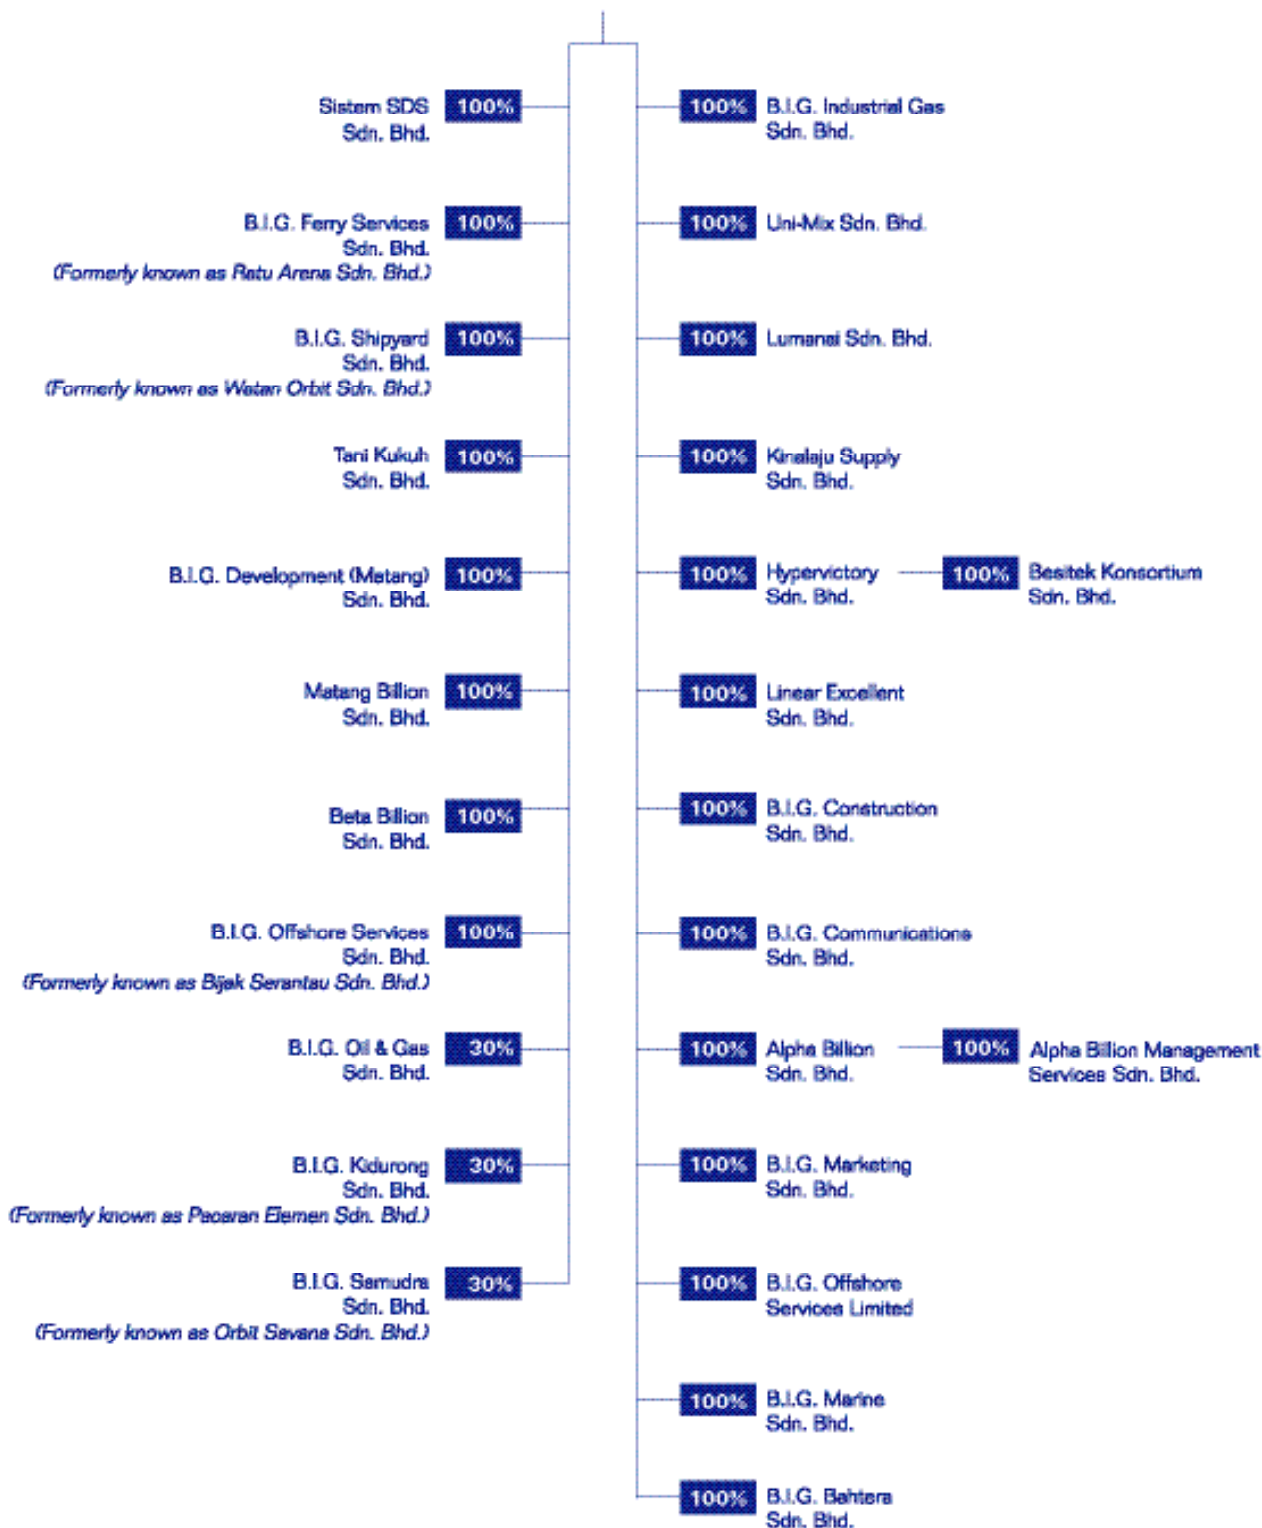 Sistem SDS 100%
Sdn. Bhd.
B.I.G. Ferry Services 100%
Sdn. Bhd.
(Formerly known as Ratu Arena Sdn. Bhd.)
B.I.G. Shipyard 100%
Sdn. Bhd.
(Formerly known as Watan Orbit Sdn. Bhd.)
Tani Kukuh 100%
Sdn. Bhd.
B.I.G. Development (Matang) 100%
Sdn. Bhd.
Matang Billion 100%
Sdn. Bhd.
Beta Billion 100%
Sdn. Bhd.
B.I.G. Offshore Services 100%
Sdn. Bhd.
(Formerly known as Bijak Serantau Sdn. Bhd.)
B.I.G. Oil & Gas 30%
Sdn. Bhd.
B.I.G. Kidurong 30%
Sdn. Bhd.
(Formerly known as Pacaran Elemen Sdn. Bhd.)
B.I.G. Samudra 30%
Sdn. Bhd.
(Formerly known as Orbit Savana Sdn. Bhd.)
100% B.I.G. Industrial Gas
Sdn. Bhd.
100% Uni-Mix Sdn. Bhd.
100% Lumanai Sdn. Bhd.
100% Kinalaju Supply
Sdn. Bhd.
100% Hypervictory
Sdn. Bhd.
100% Besitek Konsortium
Sdn. Bhd.
100% Linear Excellent
Sdn. Bhd.
100% B.I.G. Construction
Sdn. Bhd.
100% B.I.G. Communications
Sdn. Bhd.
100% Alpha Billion
Sdn. Bhd.
100% Alpha Billion Management
Services Sdn. Bhd.
100% B.I.G. Marketing
Sdn. Bhd.
100% B.I.G. Offshore
Services Limited
100% B.I.G. Marine
Sdn. Bhd.
100% B.I.G. Bahtera
Sdn. Bhd.